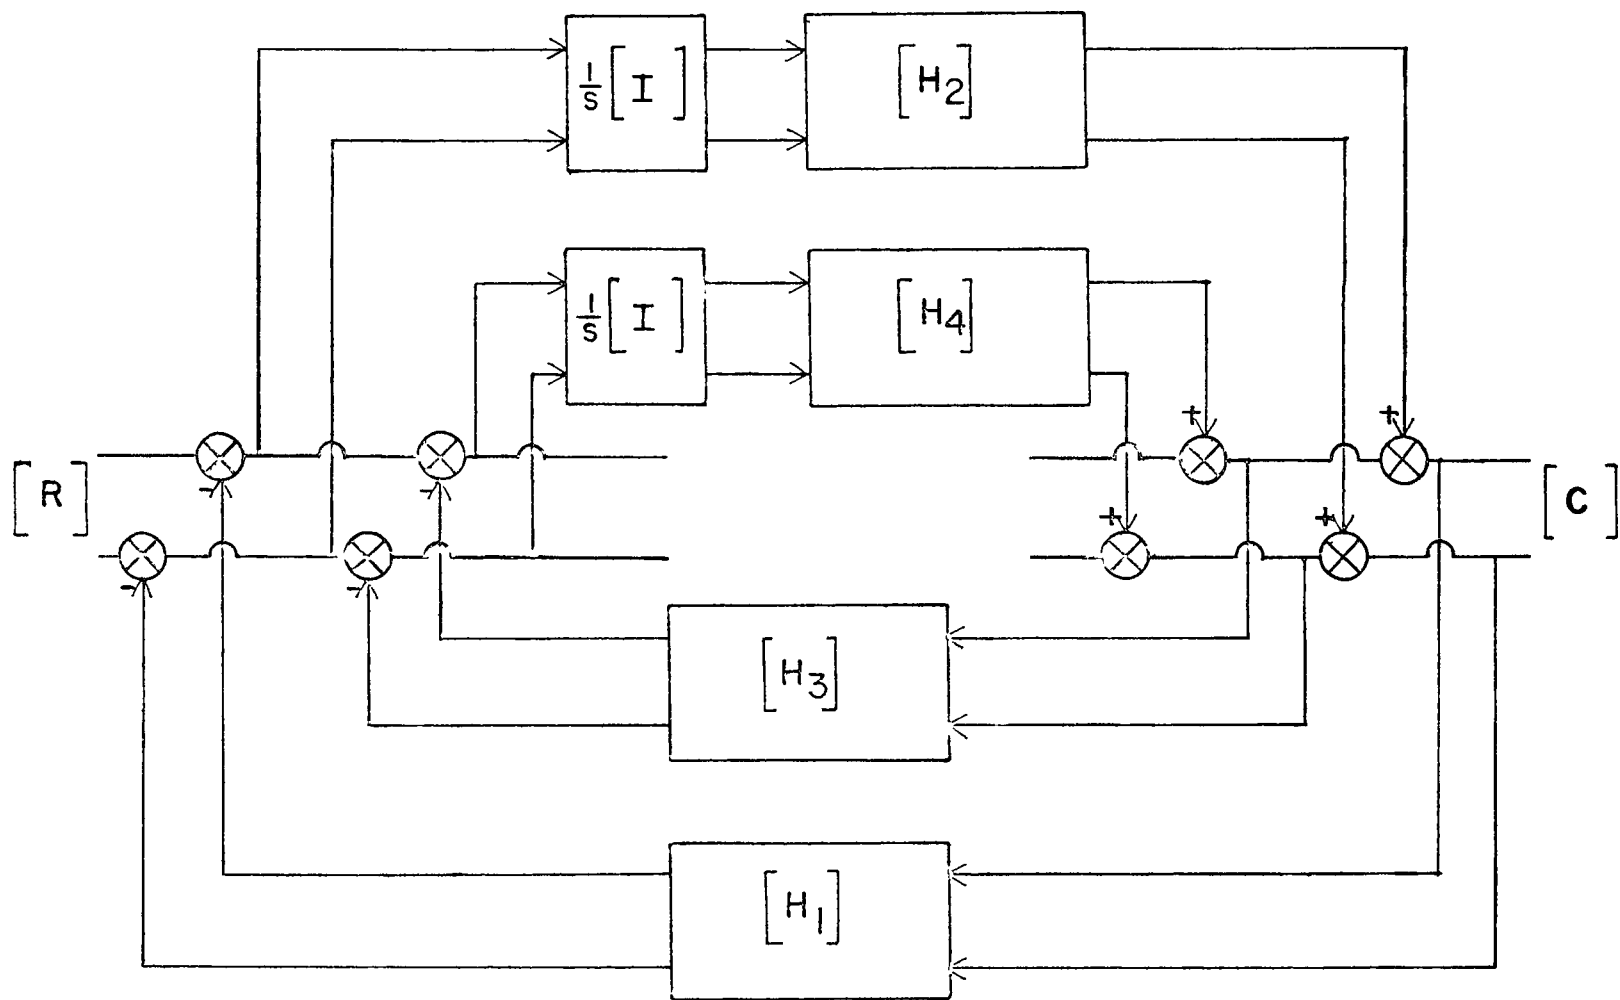 1/S [ I ] [ H2 ]
1/S [ I ] [ H4 ]
+ +
[ R ] - - + + [ C ]
- -
[ H3 ]
[ H1 ]